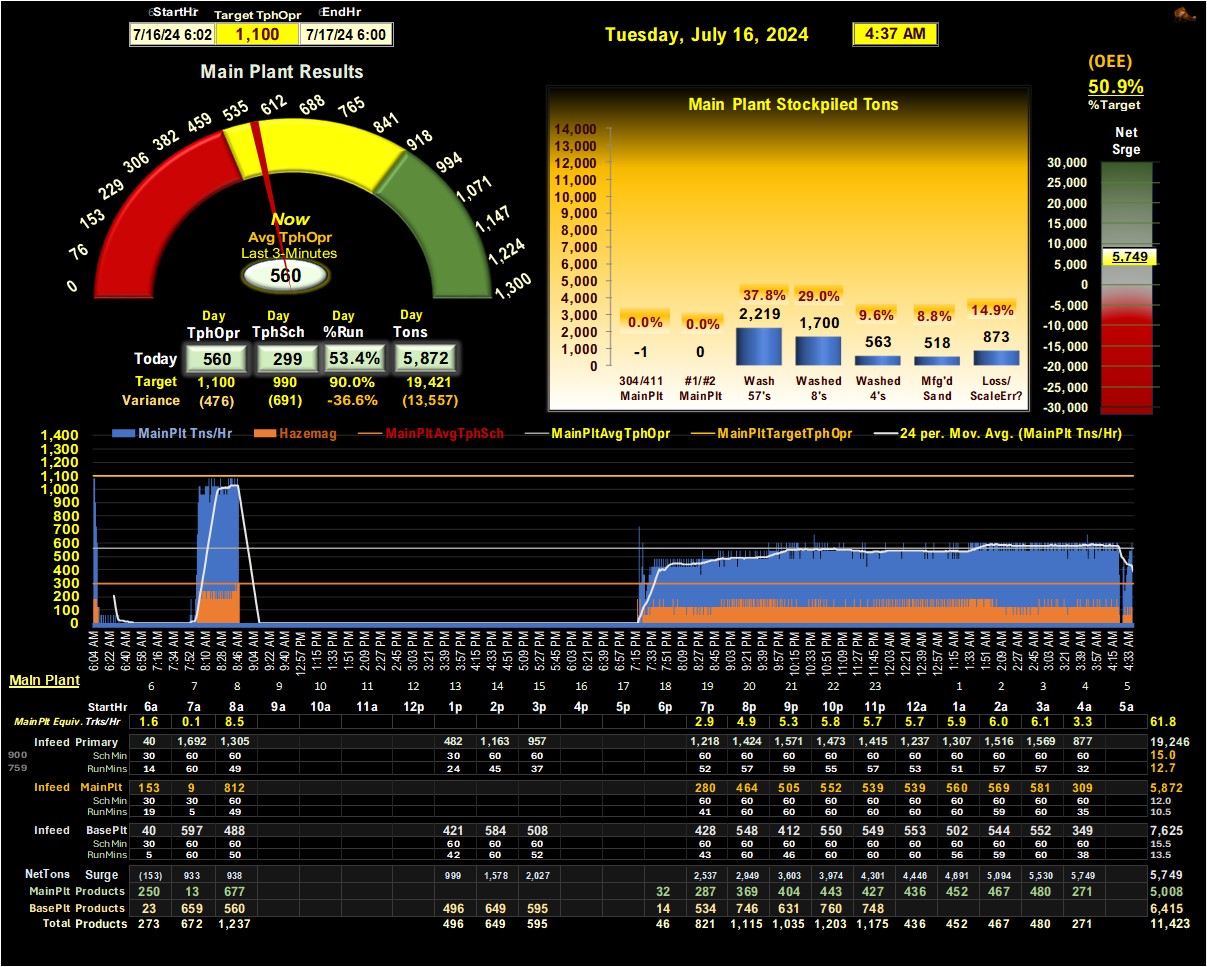 StartHr Target TphOpr EndHr
7/16/24 6:02 1,100 7/17/24 6:00
Tuesday, July 16, 2024 4:37 AM
(OEE)
50.9%
%Target
Main Plant Results
0 76 153 229 306 382 459 535 612 688 765 841 918 994 1,071 1,147 1,224 1,300
Now
Avg TphOpr
Last 3-Minutes
560
Day Day Day Day
TphOpr TphSch %Run Tons
Today 560 299 53.4% 5,872
Target 1,100 990 90.0% 19,421
Variance (476) (691) -36.6% (13,557)
Main Plant Stockpiled Tons
14,000
13,000
12,000
11,000
10,000
9,000
8,000
7,000
6,000
5,000
4,000
3,000
2,000
1,000
0
0.0% 0.0% 37.8% 29.0% 9.6% 8.8% 14.9%
-1 0 2,219 1,700 563 518 873
304/411 #1/#2 Wash Washed Washed Mfg'd Loss/
MainPlt MainPlt 57's 8's 4's Sand ScaleErr?
Net
Srge
30,000
25,000
20,000
15,000
10,000
5,749
5,000
0
-5,000
-10,000
-15,000
-20,000
-25,000
-30,000
MainPlt Tns/Hr Hazemag MainPltAvgTphSch MainPltAvgTphOpr MainPltTargetTphOpr 24 per. Mov. Avg. (MainPlt Tns/Hr)
1,400
1,300
1,200
1,100
1,000
900
800
700
600
500
400
300
200
100
0
6:04 AM 6:22 AM 6:40 AM 6:58 AM 7:16 AM 7:34 AM 7:52 AM 8:10 AM 8:28 AM 8:46 AM 9:04 AM 9:22 AM 9:40 AM 12:57 PM 1:15 PM 1:33 PM 1:51 PM 2:09 PM 2:27 PM 2:45 PM 3:03 PM 3:21 PM 3:39 PM 3:57 PM 4:15 PM 4:33 PM 4:51 PM 5:09 PM 5:27 PM 5:45 PM 6:03 PM 6:21 PM 6:39 PM 6:57 PM 7:15 PM 7:33 PM 7:51 PM 8:09 PM 8:27 PM 8:45 PM 9:03 PM 9:21 PM 9:39 PM 9:57 PM 10:15 PM 10:33 PM 10:51 PM 11:09 PM 11:27 PM 11:45 PM 12:03 AM 12:21 AM 12:39 AM 12:57 AM 1:15 AM 1:33 AM 1:51 AM 2:09 AM 2:27 AM 2:45 AM 3:03 AM 3:21 AM 3:39 AM 3:57 AM 4:15 AM 4:33 AM
Main Plant
6 7 8 9 10 11 12 13 14 15 16 17 18 19 20 21 22 23 1 2 3 4 5
StartHr 6a 7a 8a 9a 10a 11a 12p 1p 2p 3p 4p 5p 6p 7p 8p 9p 10p 11p 12a 1a 2a 3a 4a 5a
MainPlt Equiv. Trks/Hr 1.6 0.1 8.5 2.9 4.9 5.3 5.8 5.7 5.7 5.9 6.0 6.1 3.3 61.8
Infeed Primary 40 1,692 1,305 482 1,163 957 1,218 1,424 1,571 1,473 1,415 1,237 1,307 1,516 1,569 877 19,246
900 SchMin 30 60 60 30 60 60 60 60 60 60 60 60 60 60 60 60 15.0
759 RunMins 14 60 49 24 45 37 52 57 59 55 57 53 51 57 57 32 12.7
Infeed MainPlt 153 9 812 280 464 505 552 539 539 560 569 581 309 5,872
SchMin 30 30 60 60 60 60 60 60 60 60 60 60 60 12.0
RunMins 19 5 49 41 60 60 60 60 60 60 59 60 35 10.5
Infeed BasePlt 40 597 488 421 584 508 428 548 412 550 549 553 502 544 552 349 7,625
SchMin 30 60 60 60 60 60 60 60 60 60 60 60 60 60 60 60 15.5
RunMins 5 60 50 42 60 52 43 60 46 60 60 60 56 59 60 38 13.5
NetTons Surge (153) 933 938 999 1,578 2,027 2,537 2,949 3,603 3,974 4,301 4,446 4,691 5,094 5,530 5,749 5,749
MainPlt Products 250 13 677 32 287 369 404 443 427 436 452 467 480 271 5,008
BasePlt Products 23 659 560 496 649 595 14 534 746 631 760 748 6,415
Total Products 273 672 1,237 496 649 595 46 821 1,115 1,035 1,203 1,175 436 452 467 480 271 11,423